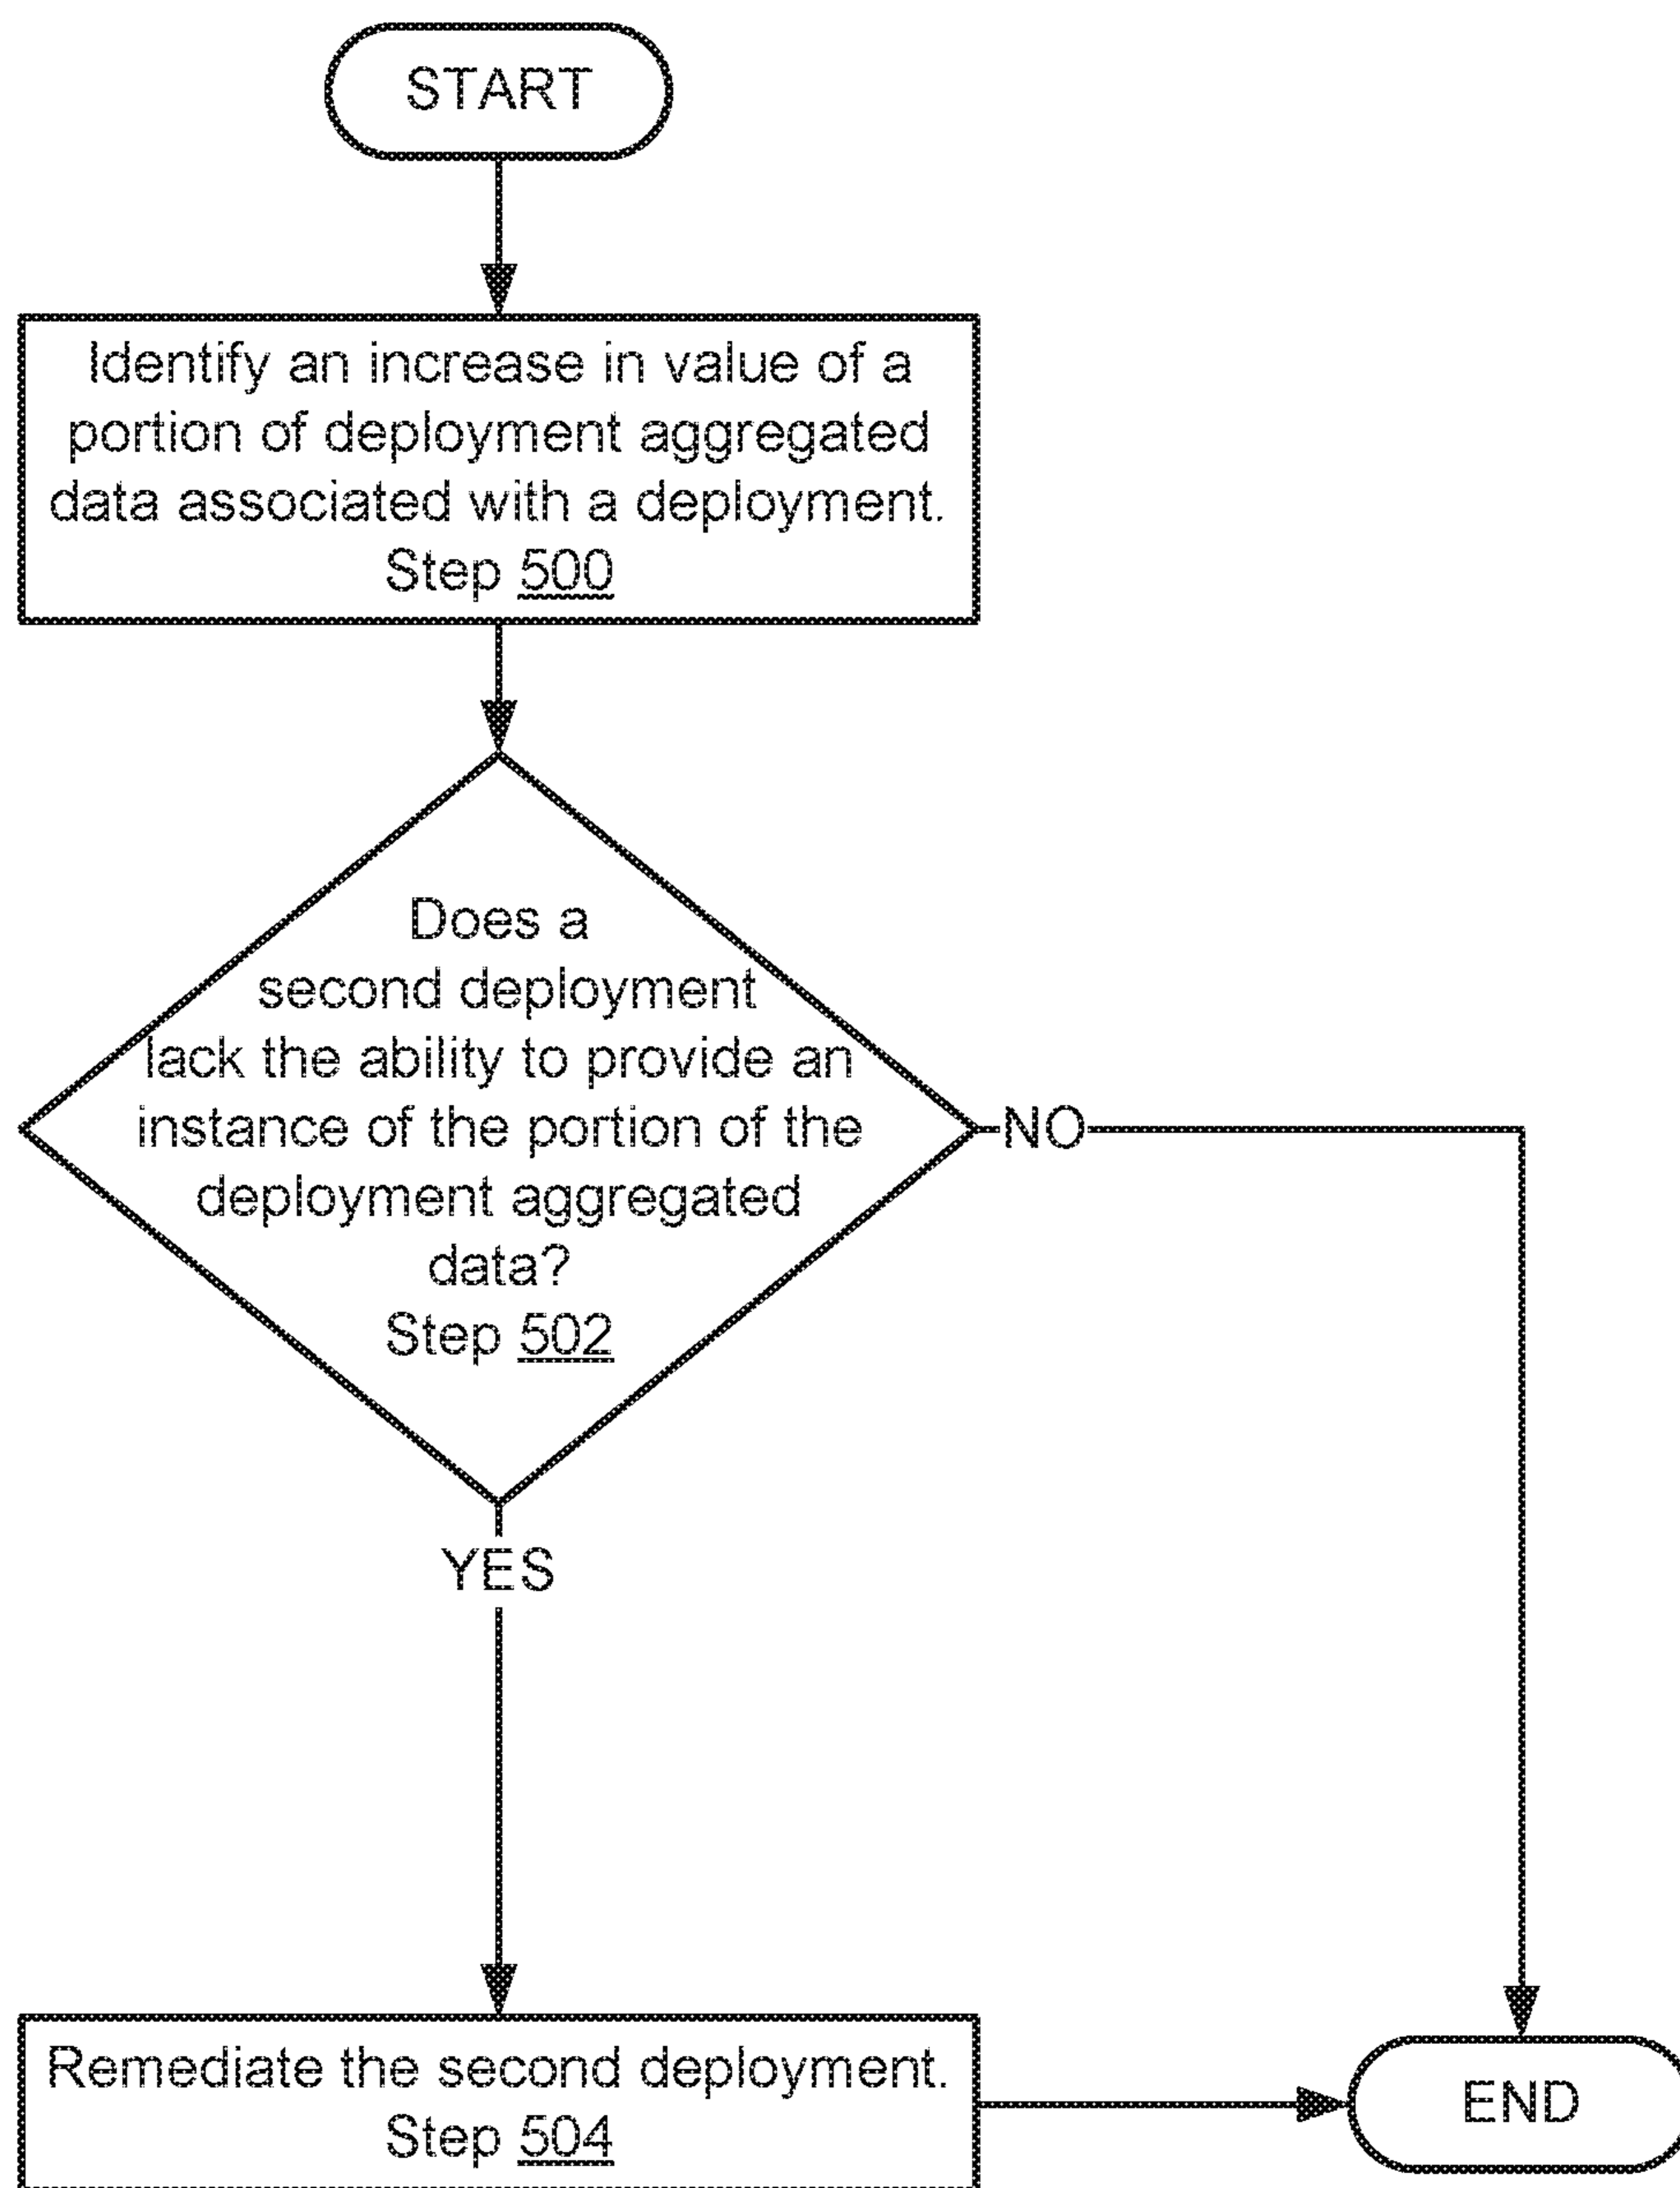 START
Identify an increase in value of a
portion of deployment aggregated
data associated with a deployment.
Step 500
Does a
second deployment
lack the ability to provide an
instance of the portion of the
deployment aggregated
data?
Step 502
NO
YES
Remediate the second deployment.
Step 504
END